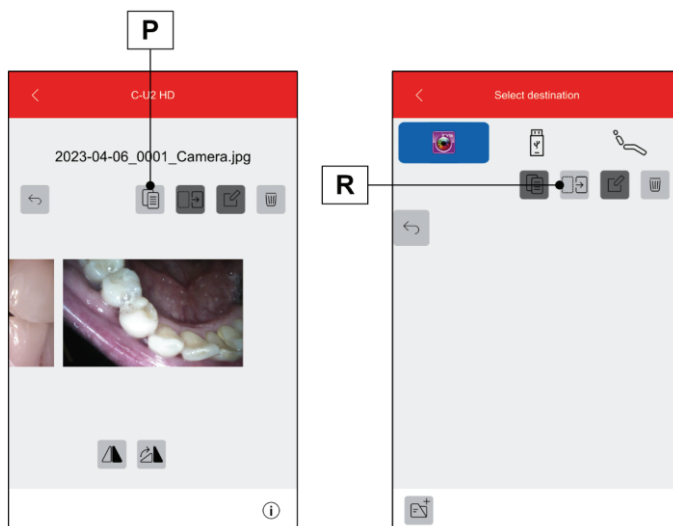 P
C-U2 HD
2023-04-06_0001_Camera.jpg
Select destination
R